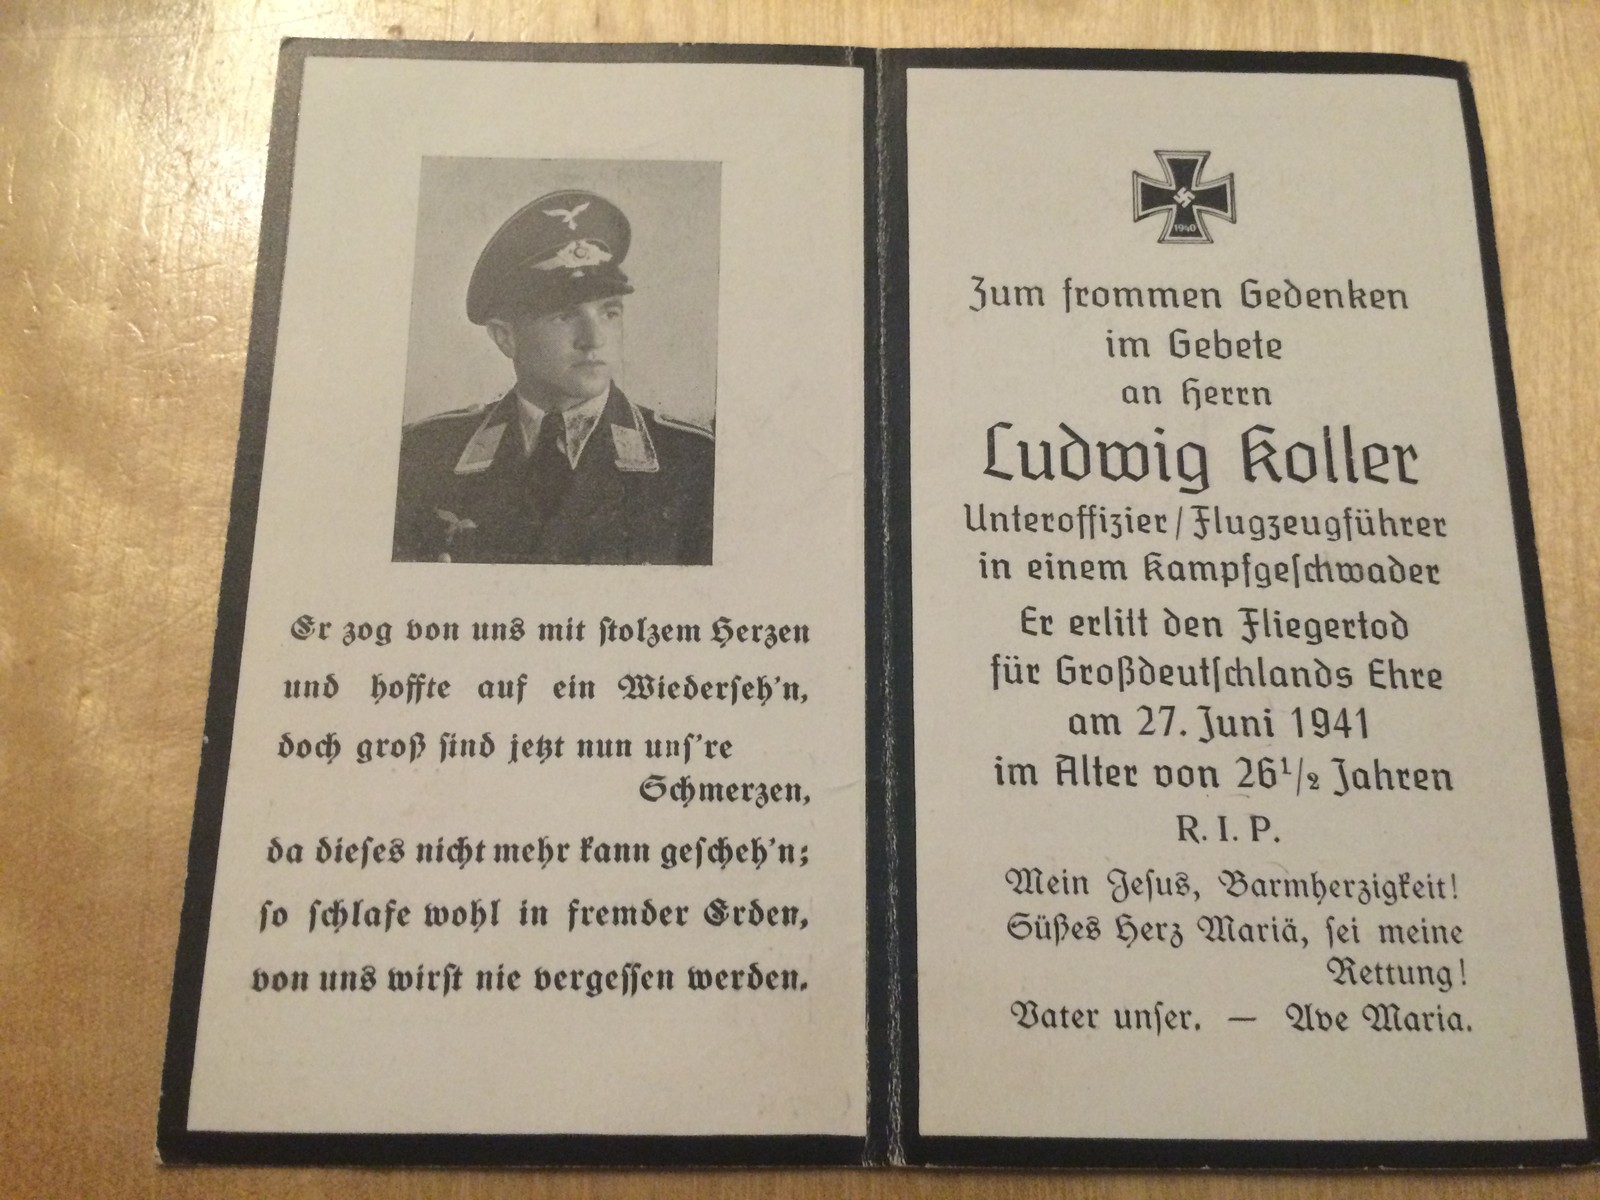 Er zog von uns mit stolzem Herzen
und hoffte auf ein Wiederseh'n,
doch groß sind jetzt nun uns're
Schmerzen,
da dieses nicht mehr kann gescheh'n;
so schlafe wohl in fremder Erden,
von uns wirst nie vergessen werden.
1940
Zum frommen Gedenken
im Gebete
an Herrn
Ludwig Koller
Unteroffizier/Flugzeugführer
in einem Kampfgeschwader
Er erlitt den Fliegertod
für Großdeutschlands Ehre
am 27. Juni 1941
im Alter von 26 1/2 Jahren
R. I. P.
Mein Jesus, Barmherzigkeit!
Süßes Herz Mariä, sei meine
Rettung!
Vater unser. — Ave Maria.